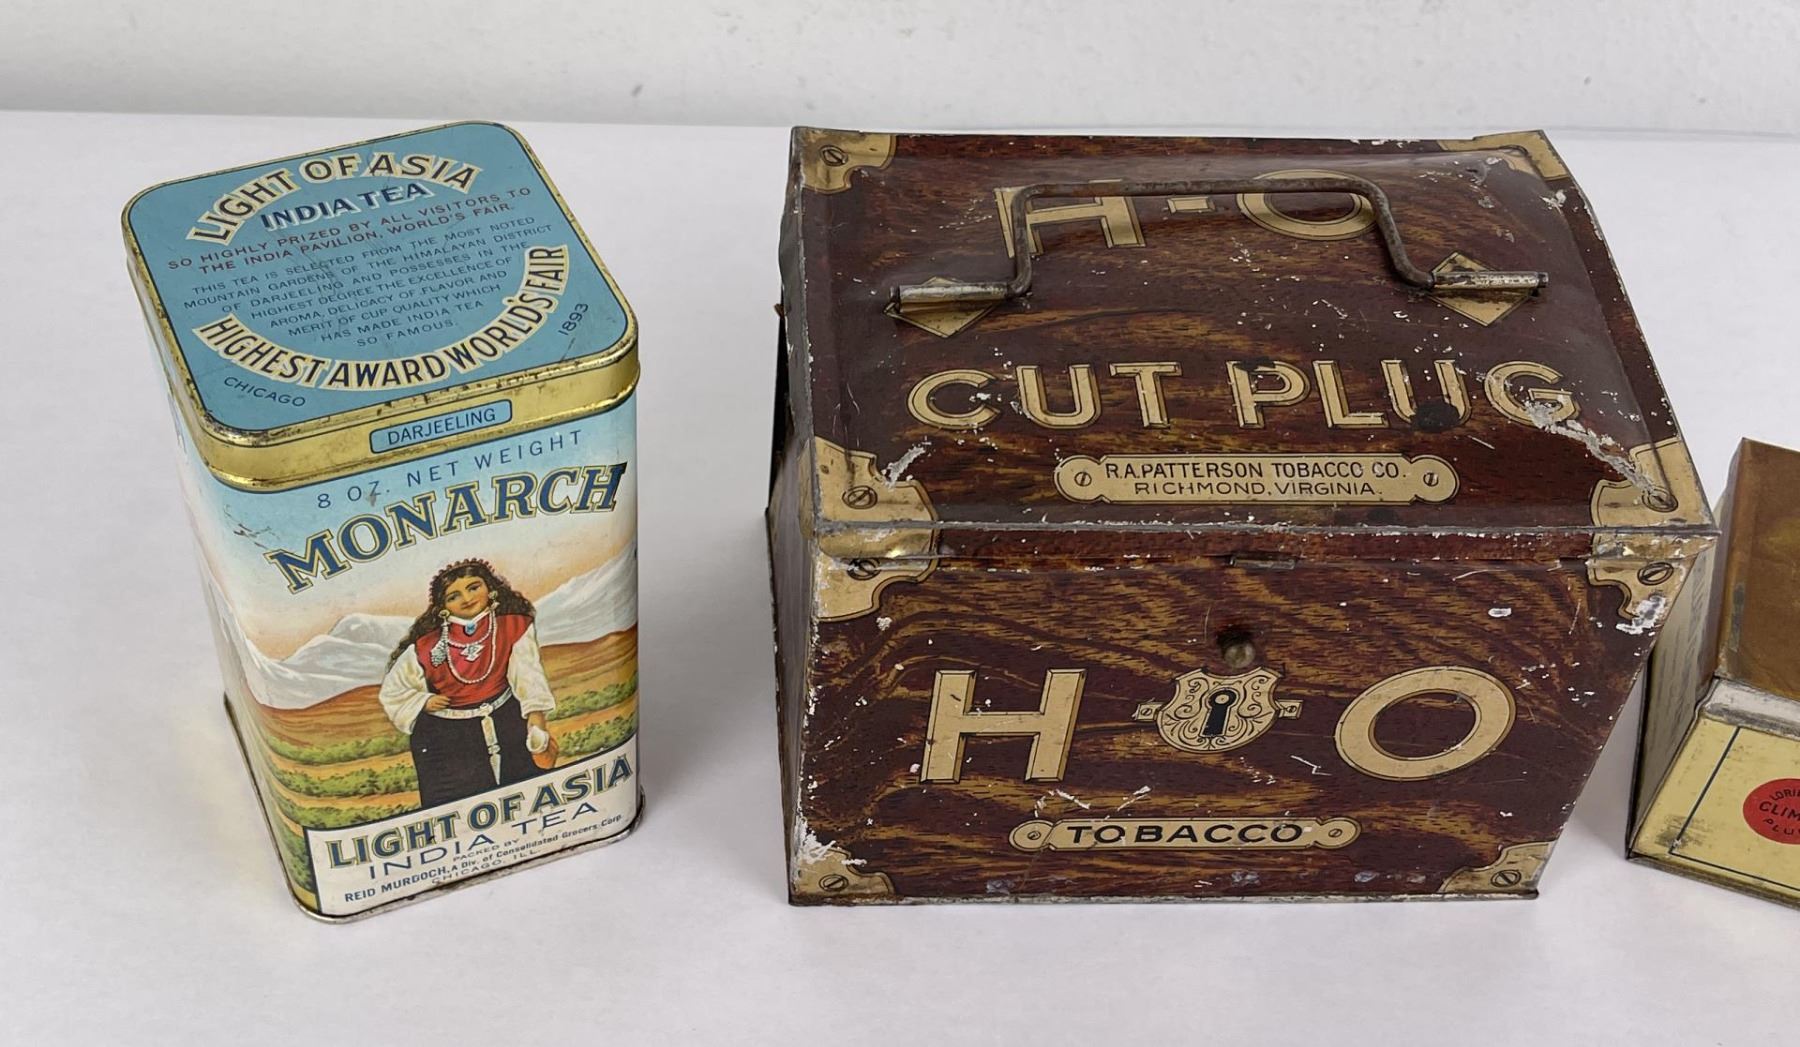 LIGHT OF ASIA
INDIA TEA
SO HIGHLY PRIZED BY ALL VISITORS TO
THE INDIA PAVILION, WORLD'S FAIR.
THIS TEA IS SELECTED FROM THE MOST NOTED
MOUNTAIN GARDENS OF THE HIMALAYAN DISTRICT
OF DARJEELING AND POSSESSES IN THE
HIGHEST DEGREE THE EXCELLENCE OF
AROMA, DELICACY OF FLAVOR AND
MERIT OF CUP QUALITY WHICH
HAS MADE INDIA TEA
SO FAMOUS.
HIGHEST AWARD WORLD'S FAIR
CHICAGO 1893
DARJEELING
8 OZ. NET WEIGHT
MONARCH
LIGHT OF ASIA
INDIA TEA
PACKED BY
REID MURDOCH, A Div. of Consolidated Grocers Corp.
CHICAGO, ILL.
H-O
CUT PLUG
R.A. PATTERSON TOBACCO CO.
RICHMOND, VIRGINIA.
H O
TOBACCO